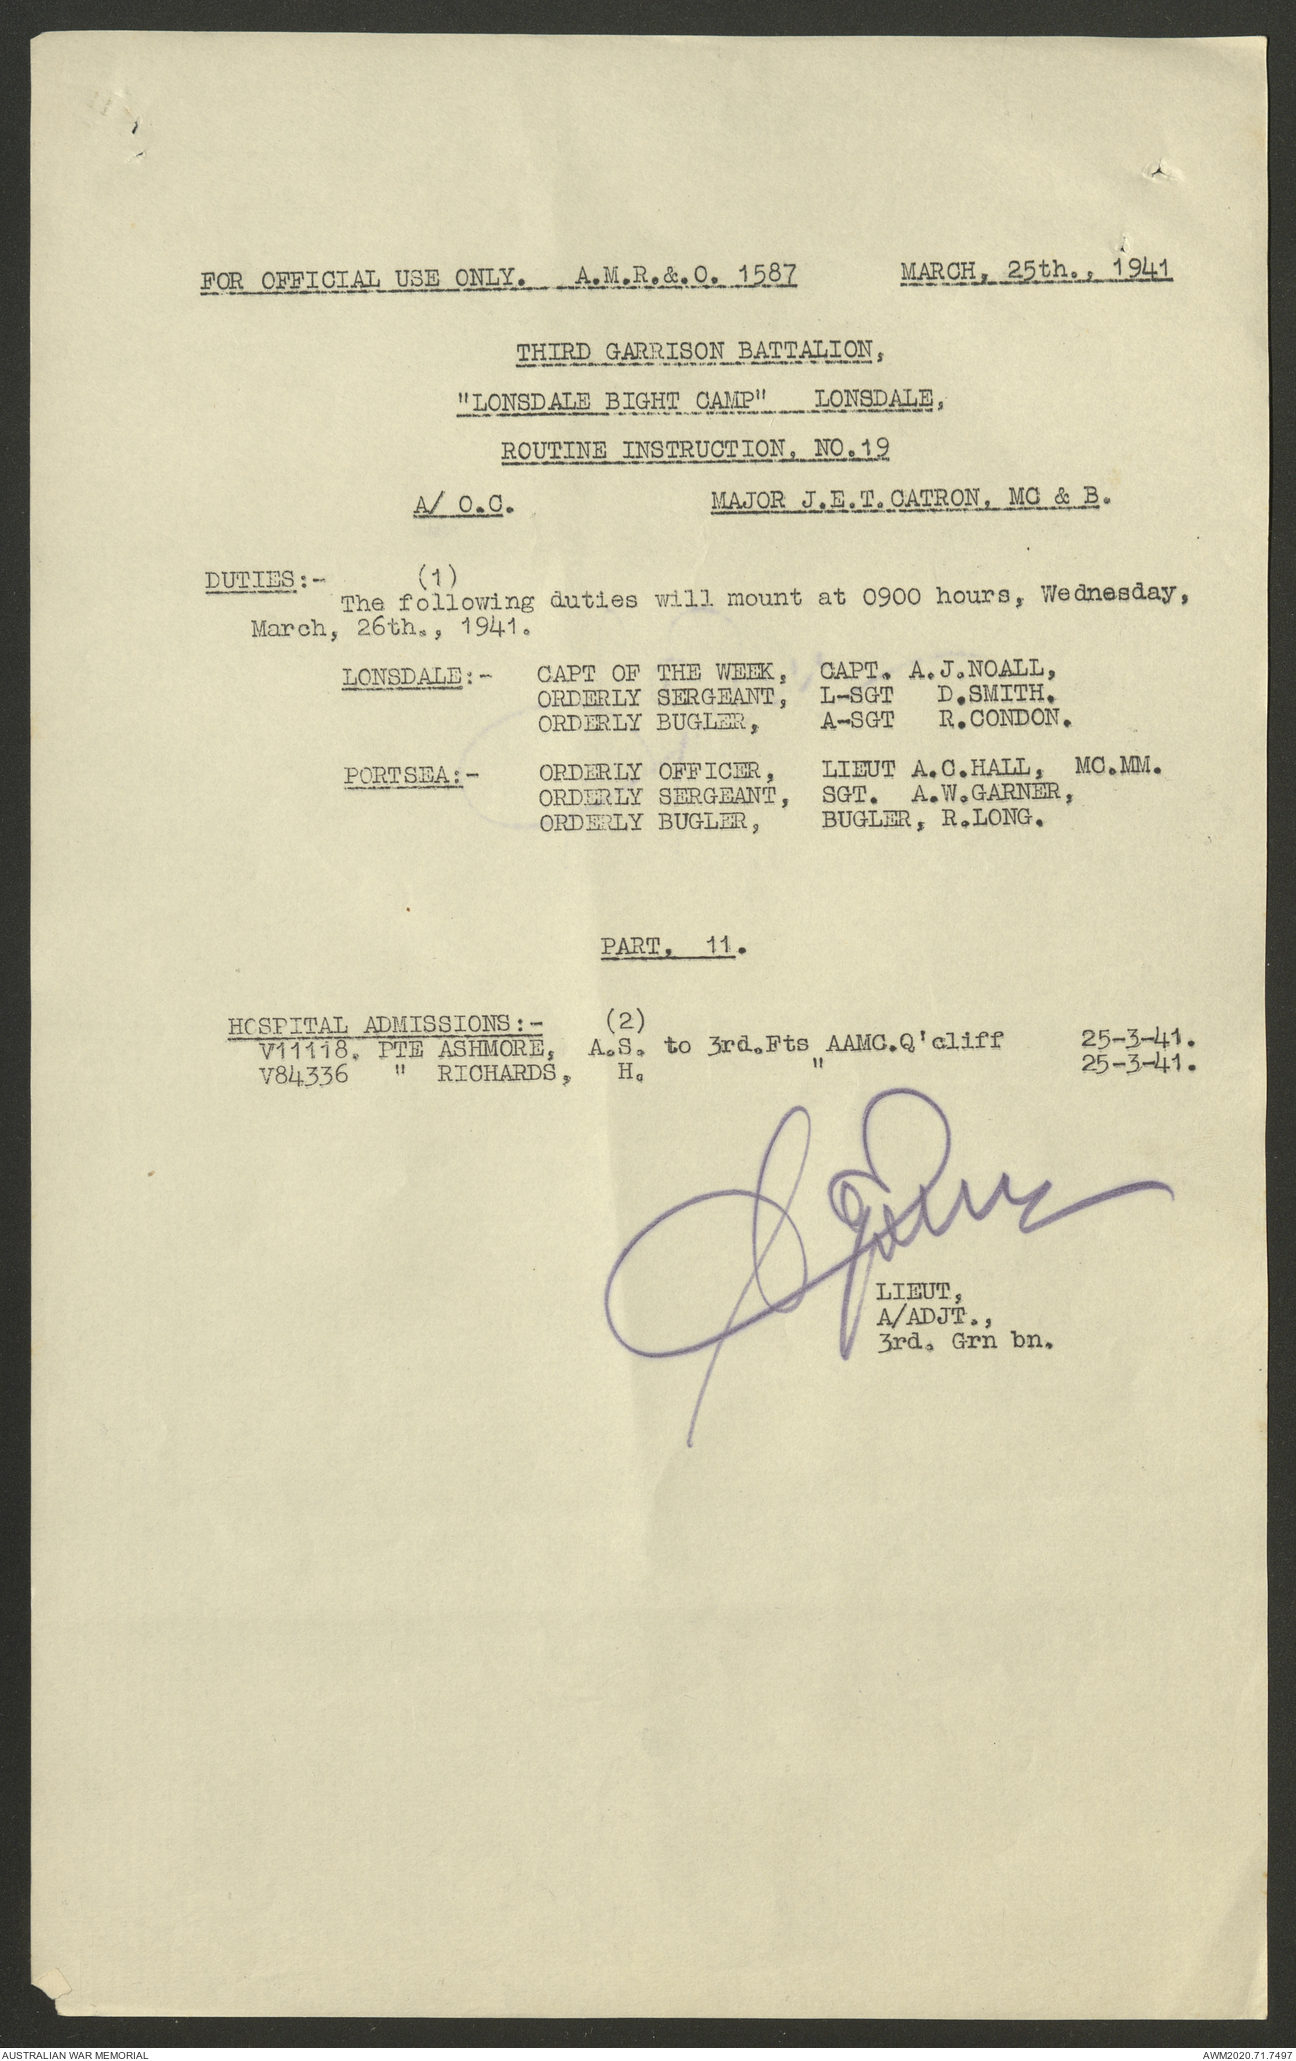 FOR OFFICIAL USE ONLY. A.M.R.&.O. 1587 MARCH, 25th., 1941
THIRD GARRISON BATTALION,
"LONSDALE BIGHT CAMP" LONSDALE,
ROUTINE INSTRUCTION, NO.19
A/ O.C. MAJOR J.E.T.CATRON, MC & B.
DUTIES:- (1)
The following duties will mount at 0900 hours, Wednesday,
March, 26th., 1941.
LONSDALE:- CAPT OF THE WEEK, CAPT. A.J.NOALL,
ORDERLY SERGEANT, L-SGT D.SMITH.
ORDERLY BUGLER, A-SGT R.CONDON.
PORTSEA:- ORDERLY OFFICER, LIEUT A.C.HALL, MC.MM.
ORDERLY SERGEANT, SGT. A.W.GARNER,
ORDERLY BUGLER, BUGLER, R.LONG.
PART, 11.
HOSPITAL ADMISSIONS:- (2)
V11118. PTE ASHMORE, A.S. to 3rd.Fts AAMC.Q'cliff 25-3-41.
V84336 " RICHARDS, H. " 25-3-41.
LIEUT,
A/ADJT.,
3rd. Grn bn.
AUSTRALIAN WAR MEMORIAL AWM2020.71.7497